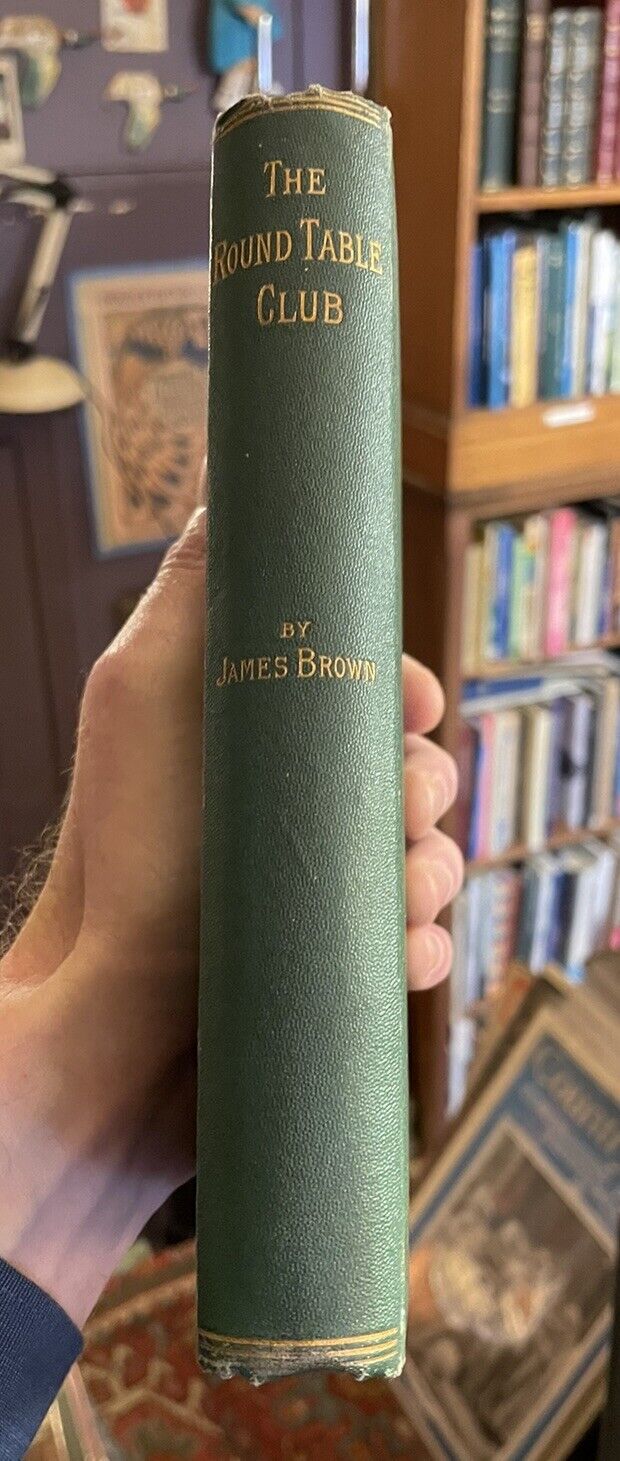 THE
ROUND TABLE
CLUB
BY
JAMES BROWN